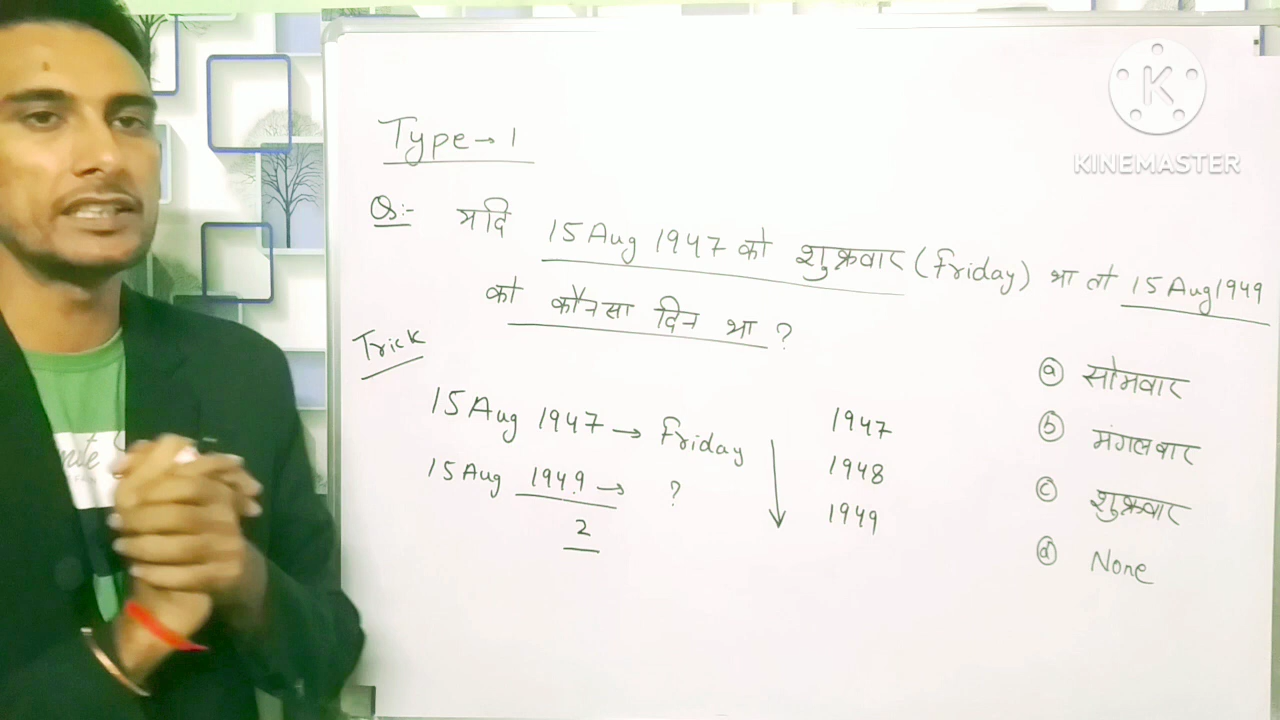 Type → 1
Q:- यदि 15 Aug 1947 को शुक्रवार (Friday) था तो 15 Aug 1949
को कौनसा दिन था ?
Trick
15 Aug 1947 → Friday
15 Aug 1949 → ?
2
1947
1948
1949
ⓐ सोमवार
ⓑ मंगलवार
ⓒ शुक्रवार
ⓓ None
K
KINEMASTER